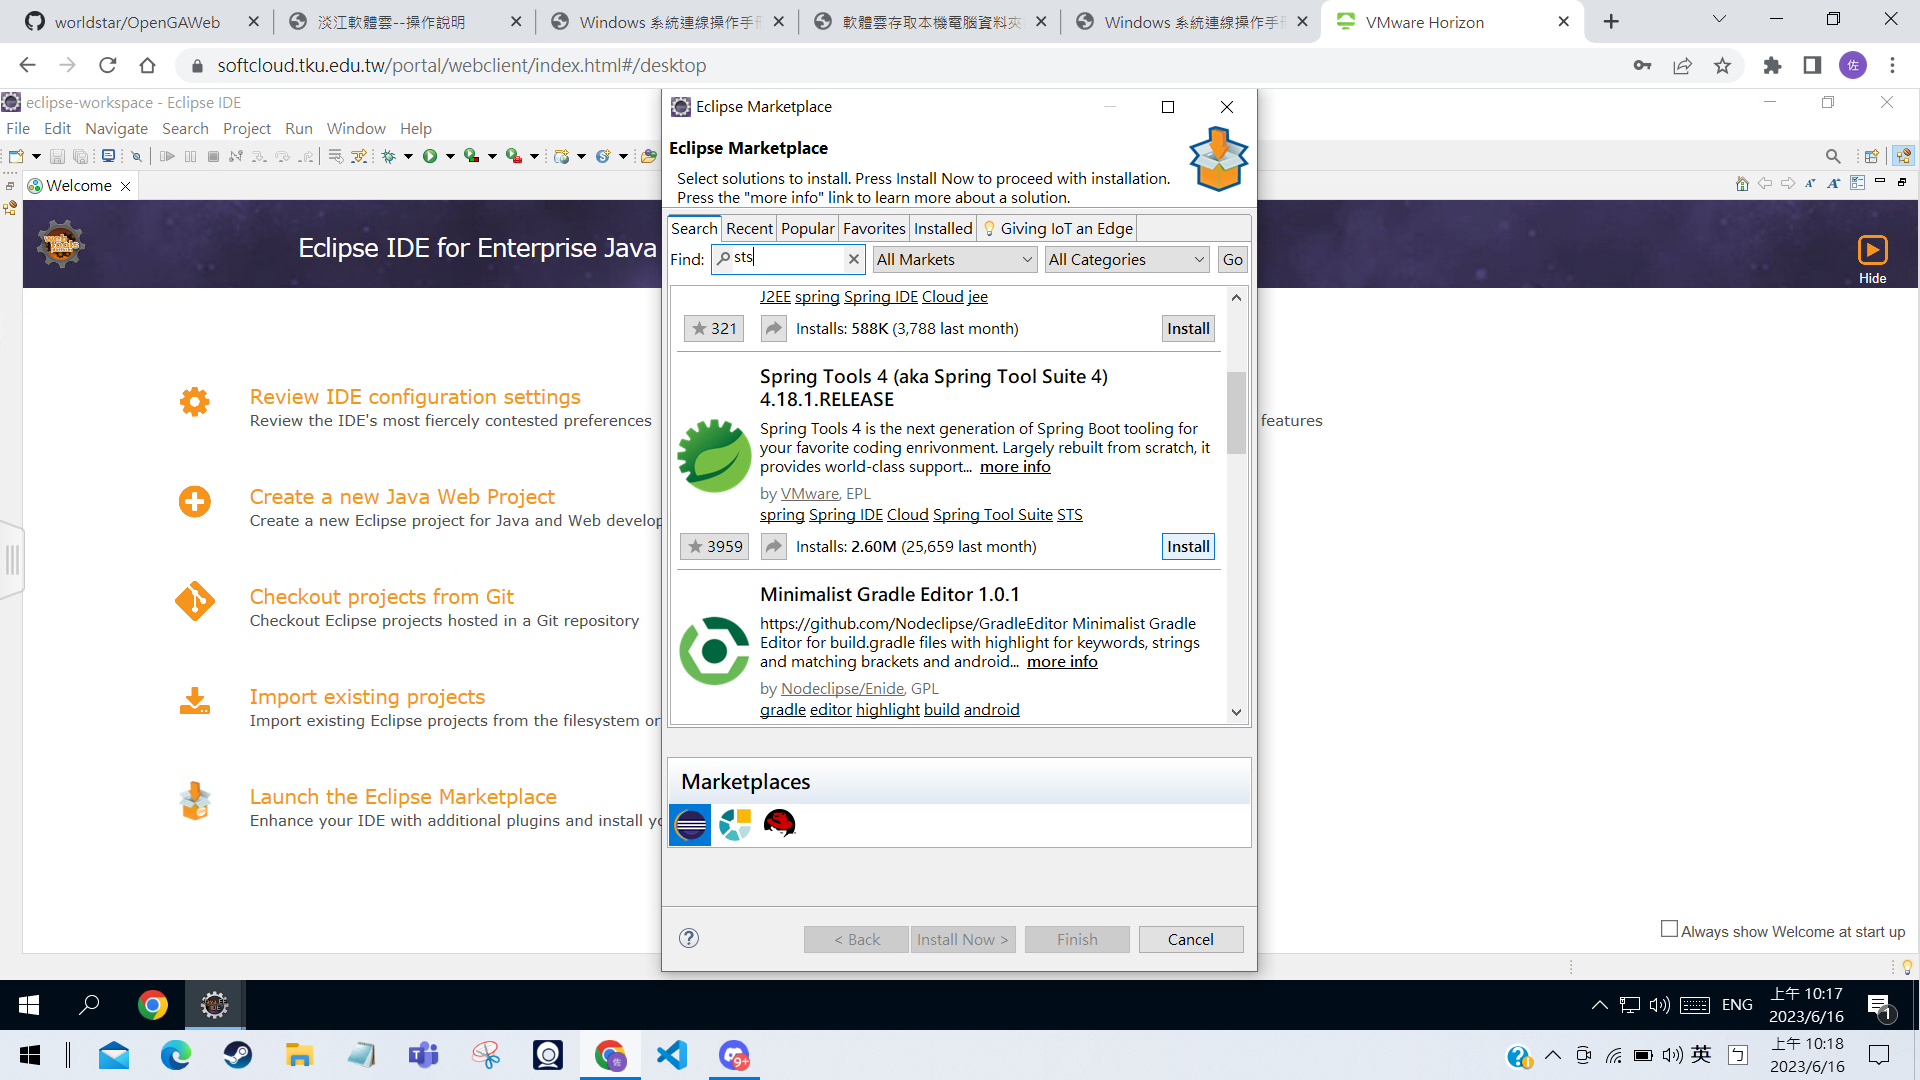 worldstar/OpenGAWeb
淡江軟體雲--操作說明
Windows 系統連線操作手冊
軟體雲存取本機電腦資料夾
Windows 系統連線操作手冊
VMware Horizon
softcloud.tku.edu.tw/portal/webclient/index.html#/desktop
佐
eclipse-workspace - Eclipse IDE
File Edit Navigate Search Project Run Window Help
Welcome
Eclipse IDE for Enterprise Java
Hide
Review IDE configuration settings
Review the IDE's most fiercely contested preferences
features
Create a new Java Web Project
Create a new Eclipse project for Java and Web develop
Checkout projects from Git
Checkout Eclipse projects hosted in a Git repository
Import existing projects
Import existing Eclipse projects from the filesystem or
Launch the Eclipse Marketplace
Enhance your IDE with additional plugins and install yo
Always show Welcome at start up
Eclipse Marketplace
Eclipse Marketplace
Select solutions to install. Press Install Now to proceed with installation.
Press the "more info" link to learn more about a solution.
Search Recent Popular Favorites Installed Giving IoT an Edge
Find: sts All Markets All Categories Go
J2EE spring Spring IDE Cloud jee
321 Installs: 588K (3,788 last month) Install
Spring Tools 4 (aka Spring Tool Suite 4)
4.18.1.RELEASE
Spring Tools 4 is the next generation of Spring Boot tooling for
your favorite coding enrivonment. Largely rebuilt from scratch, it
provides world-class support... more info
by VMware, EPL
spring Spring IDE Cloud Spring Tool Suite STS
3959 Installs: 2.60M (25,659 last month) Install
Minimalist Gradle Editor 1.0.1
https://github.com/Nodeclipse/GradleEditor Minimalist Gradle
Editor for build.gradle files with highlight for keywords, strings
and matching brackets and android... more info
by Nodeclipse/Enide, GPL
gradle editor highlight build android
Marketplaces
< Back Install Now > Finish Cancel
ENG
上午 10:17
2023/6/16
1
9+
英
ㄅ
上午 10:18
2023/6/16